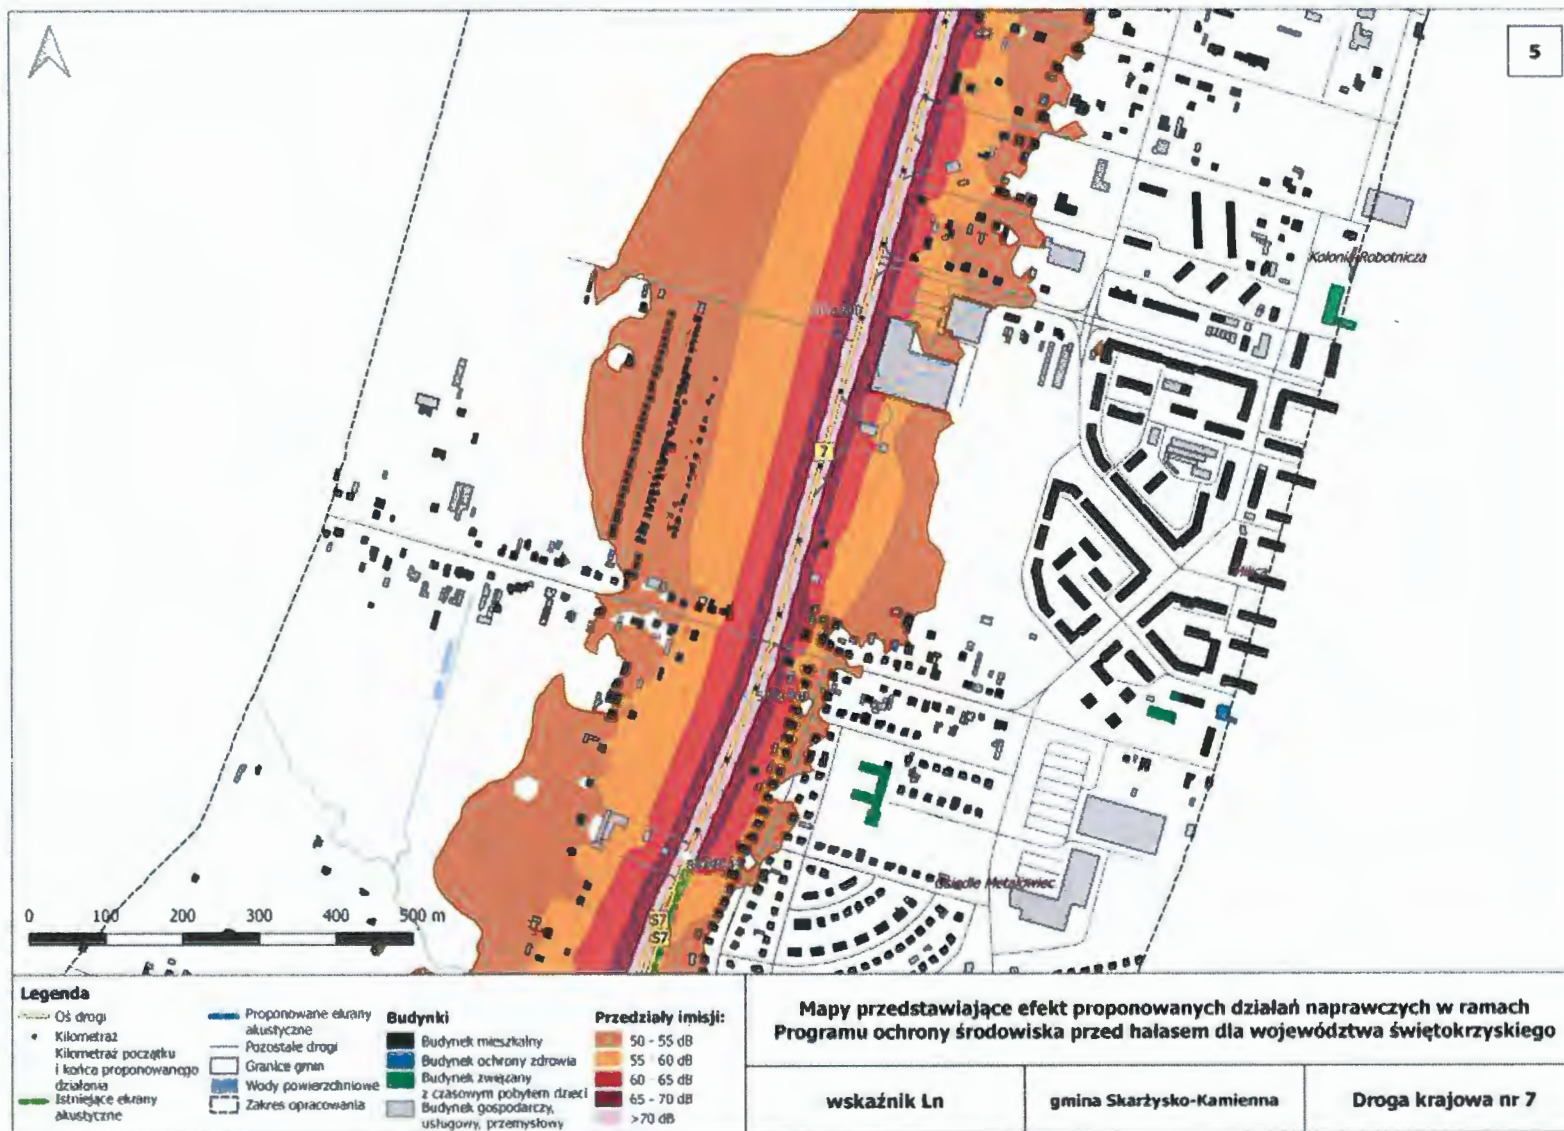 5
Kolonia Robotnicza
7
Osiedle Metalowiec
S7
S7
0 100 200 300 400 500 m
Legenda
Oś drogi
Kilometraż
Kilometraż początku
i końca proponowanego
działania
Istniejące ekrany
akustyczne
Proponowane ekrany
akustyczne
Pozostałe drogi
Granice gmin
Wody powierzchniowe
Zakres opracowania
Budynki
Budynek mieszkalny
Budynek ochrony zdrowia
Budynek związany
z czasowym pobytem dzieci
Budynek gospodarczy,
usługowy, przemysłowy
Przedziały imisji:
50 - 55 dB
55 - 60 dB
60 - 65 dB
65 - 70 dB
>70 dB
Mapy przedstawiające efekt proponowanych działań naprawczych w ramach
Programu ochrony środowiska przed hałasem dla województwa świętokrzyskiego
wskaźnik Ln
gmina Skarżysko-Kamienna
Droga krajowa nr 7